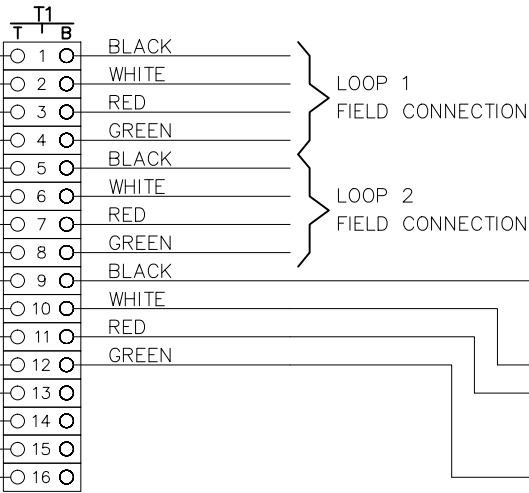 T1
T B
1 BLACK
2 WHITE
3 RED
4 GREEN
LOOP 1
FIELD CONNECTION
5 BLACK
6 WHITE
7 RED
8 GREEN
LOOP 2
FIELD CONNECTION
9 BLACK
10 WHITE
11 RED
12 GREEN
13
14
15
16